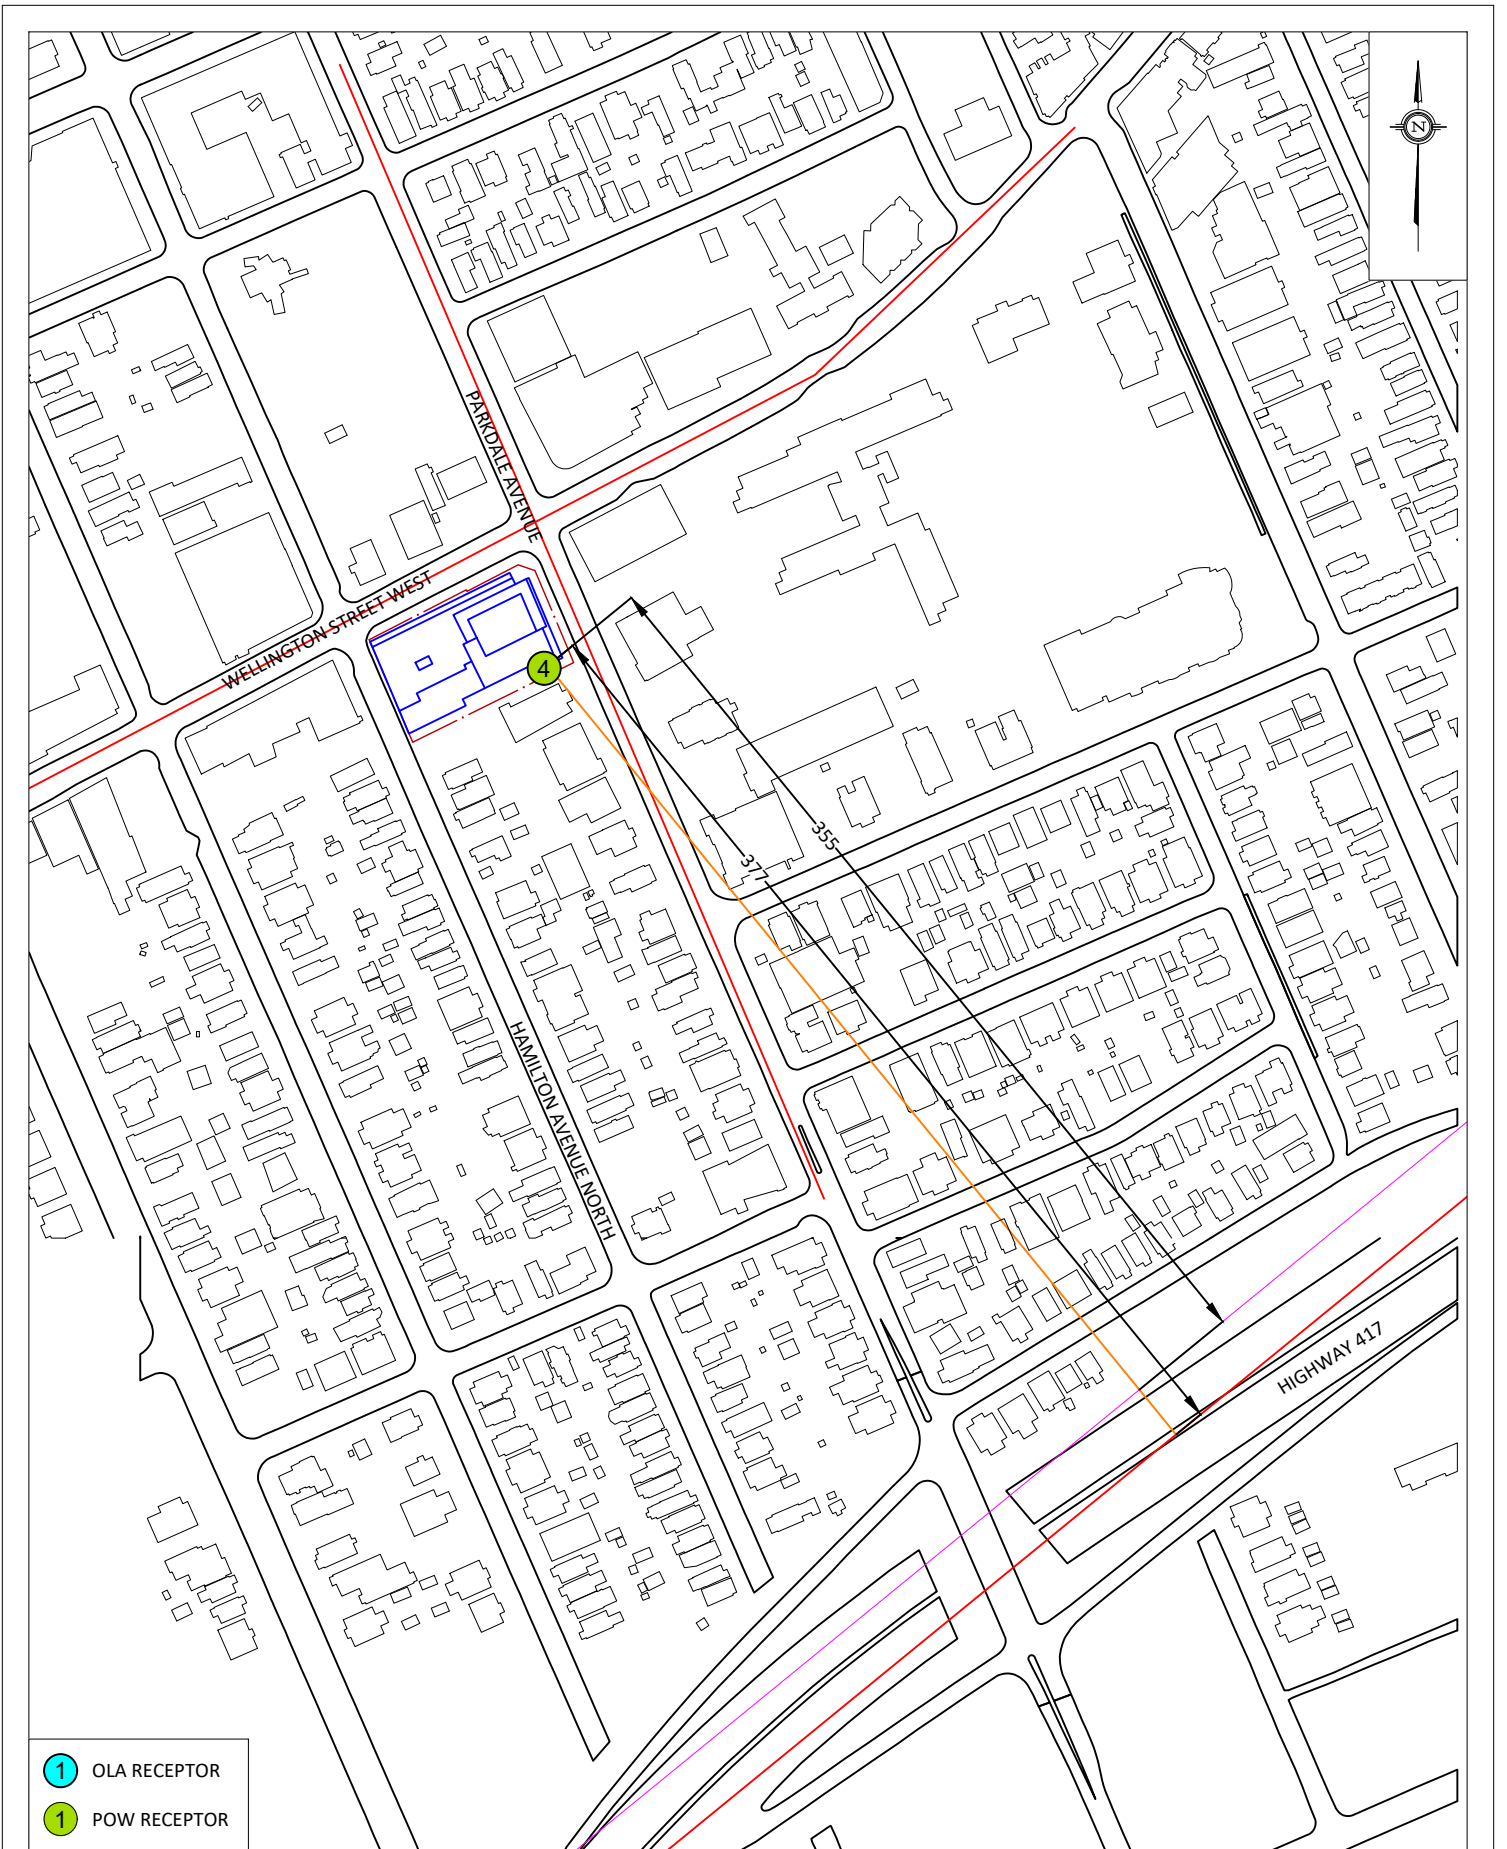 N
PARKDALE AVENUE
WELLINGTON STREET WEST
4
355
377
HAMILTON AVENUE NORTH
HIGHWAY 417
1 OLA RECEPTOR
1 POW RECEPTOR